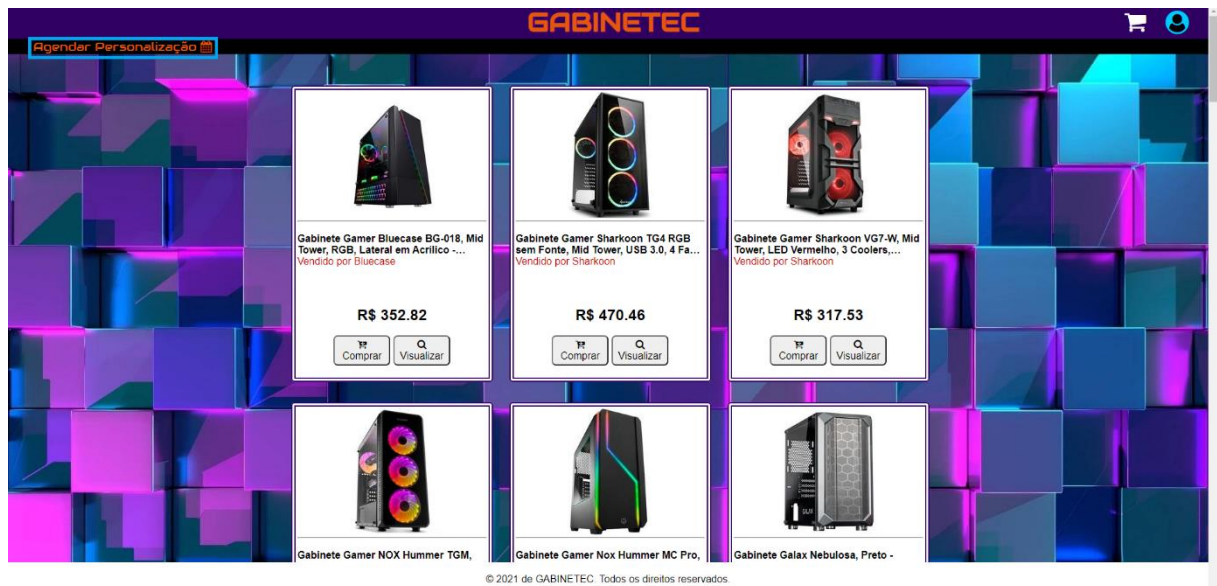 GABINETEC
Agendar Personalização
Gabinete Gamer Bluecase BG-018, Mid
Tower, RGB, Lateral em Acrílico -...
Vendido por Bluecase
R$ 352.82
Comprar
Visualizar
Gabinete Gamer Sharkoon TG4 RGB
sem Fonte, Mid Tower, USB 3.0, 4 Fa...
Vendido por Sharkoon
R$ 470.46
Comprar
Visualizar
Gabinete Gamer Sharkoon VG7-W, Mid
Tower, LED Vermelho, 3 Coolers,...
Vendido por Sharkoon
R$ 317.53
Comprar
Visualizar
Gabinete Gamer NOX Hummer TGM,
Gabinete Gamer Nox Hummer MC Pro,
Gabinete Galax Nebulosa, Preto -
© 2021 de GABINETEC. Todos os direitos reservados.